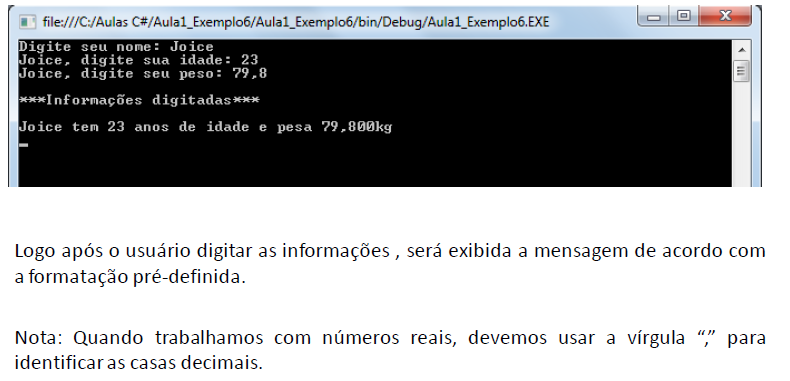 file:///C:/Aulas C#/Aula1_Exemplo6/Aula1_Exemplo6/bin/Debug/Aula1_Exemplo6.EXE
Digite seu nome: Joice
Joice, digite sua idade: 23
Joice, digite seu peso: 79,8
***Informações digitadas***
Joice tem 23 anos de idade e pesa 79,800kg
Logo após o usuário digitar as informações , será exibida a mensagem de acordo com
a formatação pré-definida.
Nota: Quando trabalhamos com números reais, devemos usar a vírgula “,” para
identificar as casas decimais.